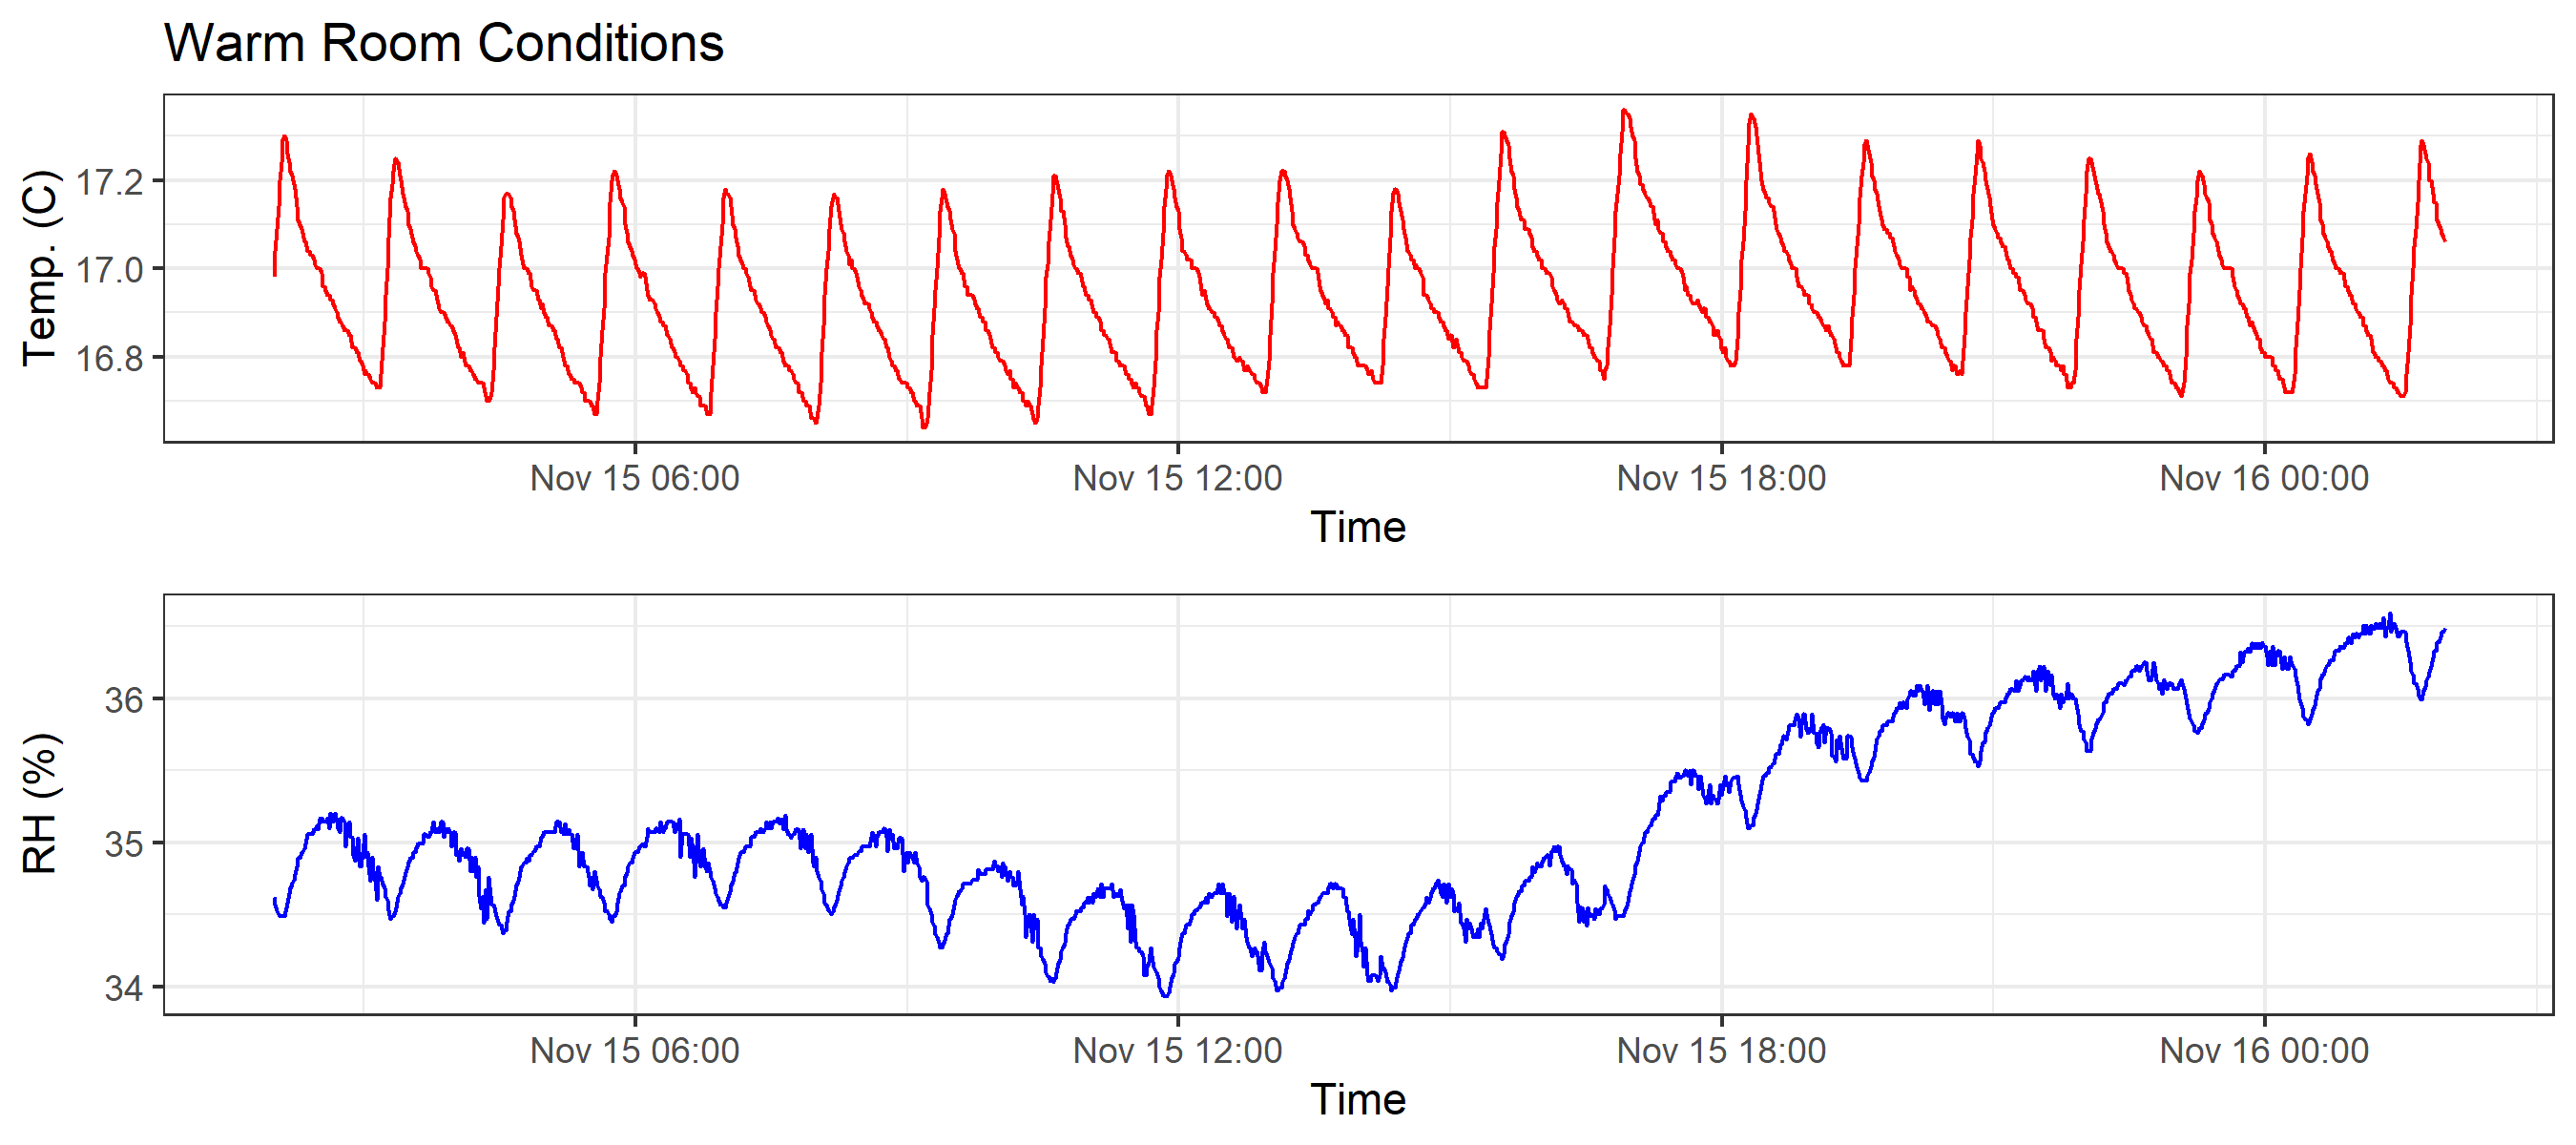 Warm Room Conditions
Temp. (C)
17.2
17.0
16.8
Nov 15 06:00 Nov 15 12:00 Nov 15 18:00 Nov 16 00:00
Time
RH (%)
36
35
34
Nov 15 06:00 Nov 15 12:00 Nov 15 18:00 Nov 16 00:00
Time